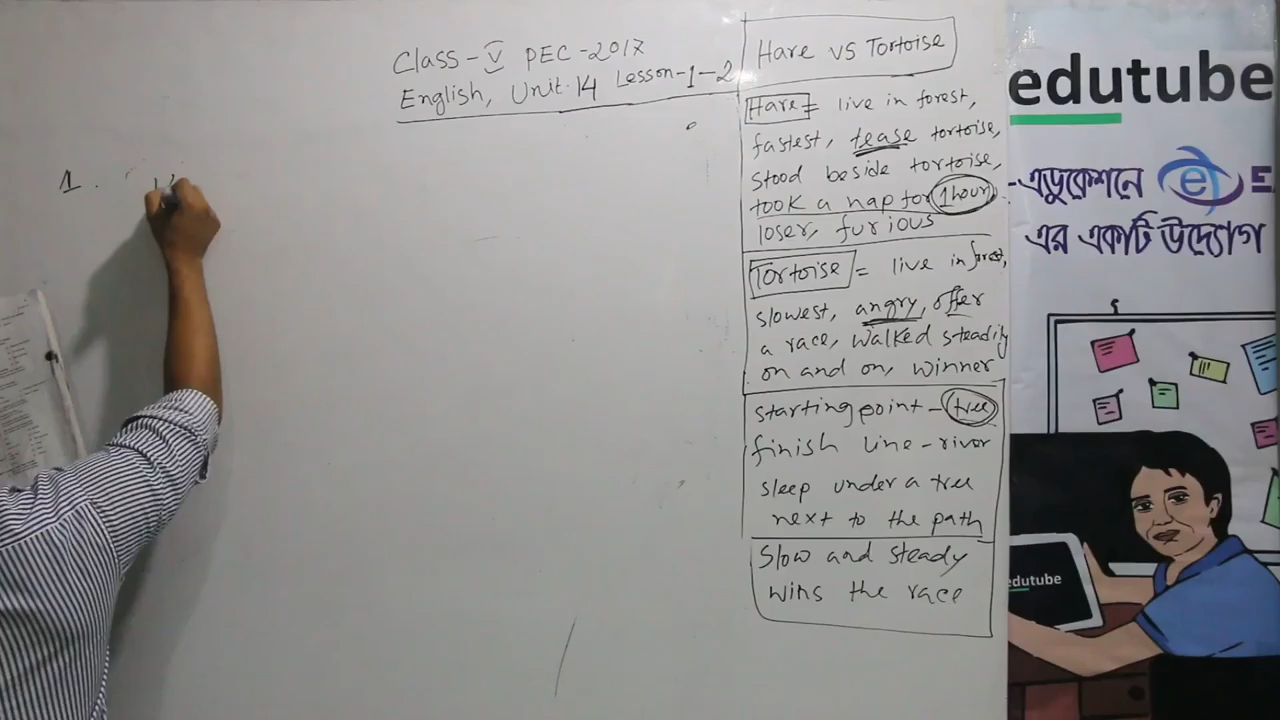 Class-V PEC-2017
English, Unit-14 Lesson-1-2
1.
Hare vs Tortoise
Hare = live in forest,
fastest, tease tortoise,
stood beside tortoise,
took a nap for 1 hour
loser, furious
Tortoise = live in forest,
slowest, angry, offer
a race, walked steadily
on and on, winner
starting point - tree
finish line - river
sleep under a tree
next to the path
Slow and steady
wins the race
edutube
-এডুকেশনে e E
এর একটি উদ্যোগ
edutube